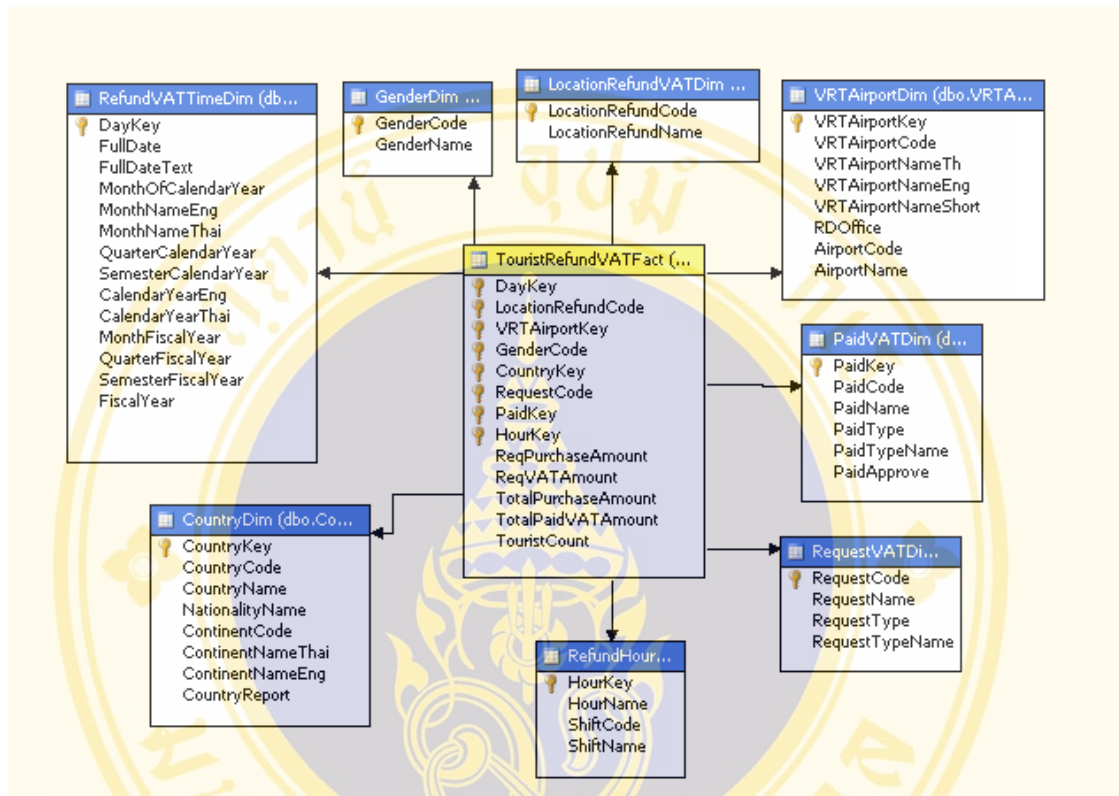 RefundVATTimeDim (db...
DayKey
FullDate
FullDateText
MonthOfCalendarYear
MonthNameEng
MonthNameThai
QuarterCalendarYear
SemesterCalendarYear
CalendarYearEng
CalendarYearThai
MonthFiscalYear
QuarterFiscalYear
SemesterFiscalYear
FiscalYear
GenderDim ...
GenderCode
GenderName
LocationRefundVATDim ...
LocationRefundCode
LocationRefundName
VRTAirportDim (dbo.VRTA...
VRTAirportKey
VRTAirportCode
VRTAirportNameTh
VRTAirportNameEng
VRTAirportNameShort
RDOffice
AirportCode
AirportName
TouristRefundVATFact (...
DayKey
LocationRefundCode
VRTAirportKey
GenderCode
CountryKey
RequestCode
PaidKey
HourKey
ReqPurchaseAmount
ReqVATAmount
TotalPurchaseAmount
TotalPaidVATAmount
TouristCount
PaidVATDim (d...
PaidKey
PaidCode
PaidName
PaidType
PaidTypeName
PaidApprove
CountryDim (dbo.Co...
CountryKey
CountryCode
CountryName
NationalityName
ContinentCode
ContinentNameThai
ContinentNameEng
CountryReport
RequestVATDi...
RequestCode
RequestName
RequestType
RequestTypeName
RefundHour...
HourKey
HourName
ShiftCode
ShiftName